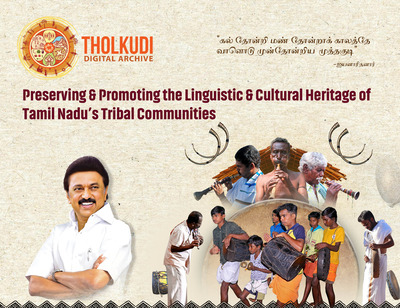 THOLKUDI
DIGITAL ARCHIVE
"கல் தோன்றி மண் தோன்றாக் காலத்தே
வாளொடு முன்தோன்றிய முத்தகுடி"
-ஐயனாரிதனார்
Preserving & Promoting the Linguistic & Cultural Heritage of
Tamil Nadu's Tribal Communities